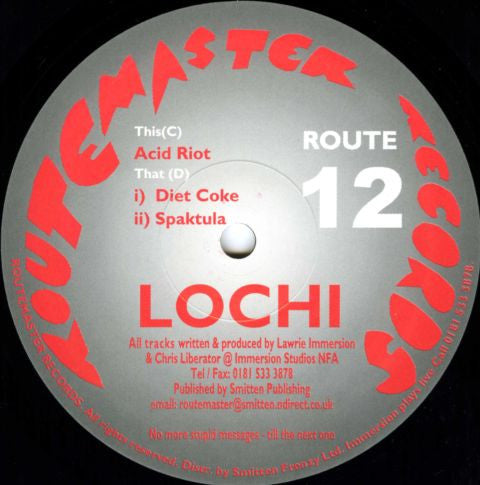 ROUTEMASTER RECORDS
This(C)
Acid Riot
That (D)
i) Diet Coke
ii) Spaktula
ROUTE
12
LOCHI
All tracks written & produced by Lawrie Immersion
& Chris Liberator @ Immersion Studios NFA
Tel / Fax: 0181 533 3878
Published by Smitten Publishing
email: routemaster@smitten.ndirect.co.uk
No more stupid messages - till the next one
ROUTEMASTER RECORDS. All rights reserved. Distr. by Smitten Frenzy Ltd. Immersion plays live Call 0181 533 3878.